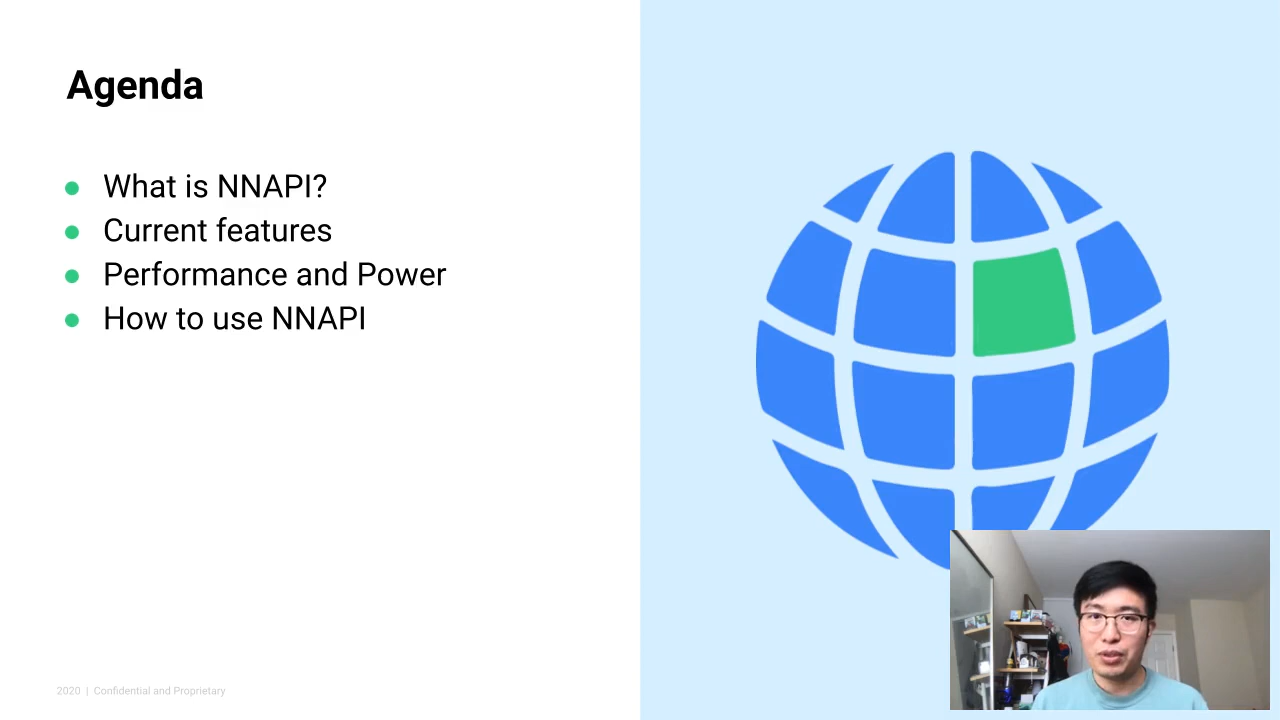 Agenda
What is NNAPI?
Current features
Performance and Power
How to use NNAPI
2020 | Confidential and Proprietary